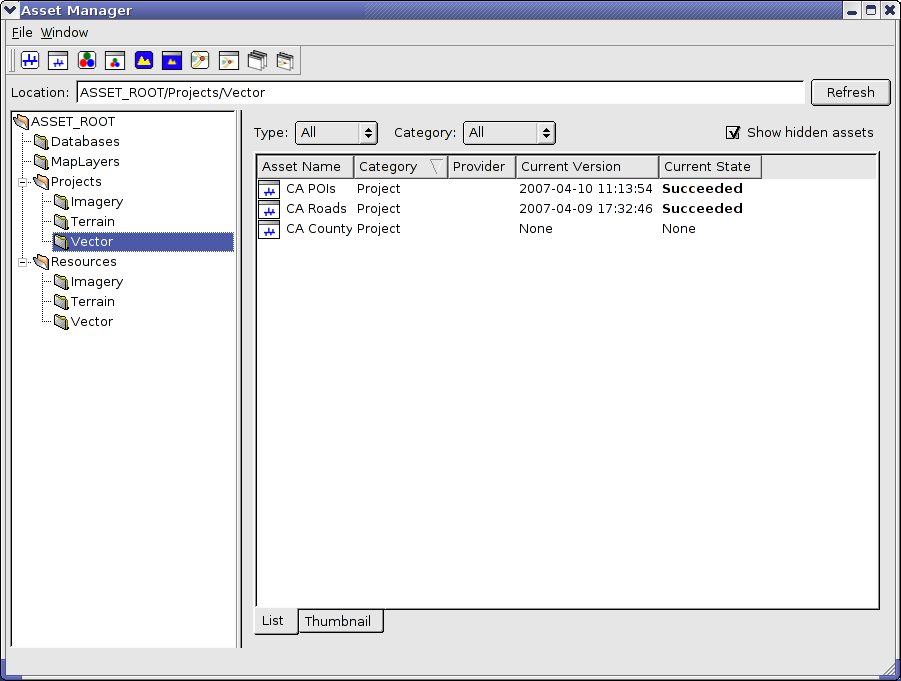 Asset Manager
File Window
Location: ASSET_ROOT/Projects/Vector Refresh
ASSET_ROOT
Databases
MapLayers
Projects
Imagery
Terrain
Vector
Resources
Imagery
Terrain
Vector
Type: All Category: All Show hidden assets
Asset Name Category Provider Current Version Current State
CA POIs Project 2007-04-10 11:13:54 Succeeded
CA Roads Project 2007-04-09 17:32:46 Succeeded
CA County Project None None
List Thumbnail